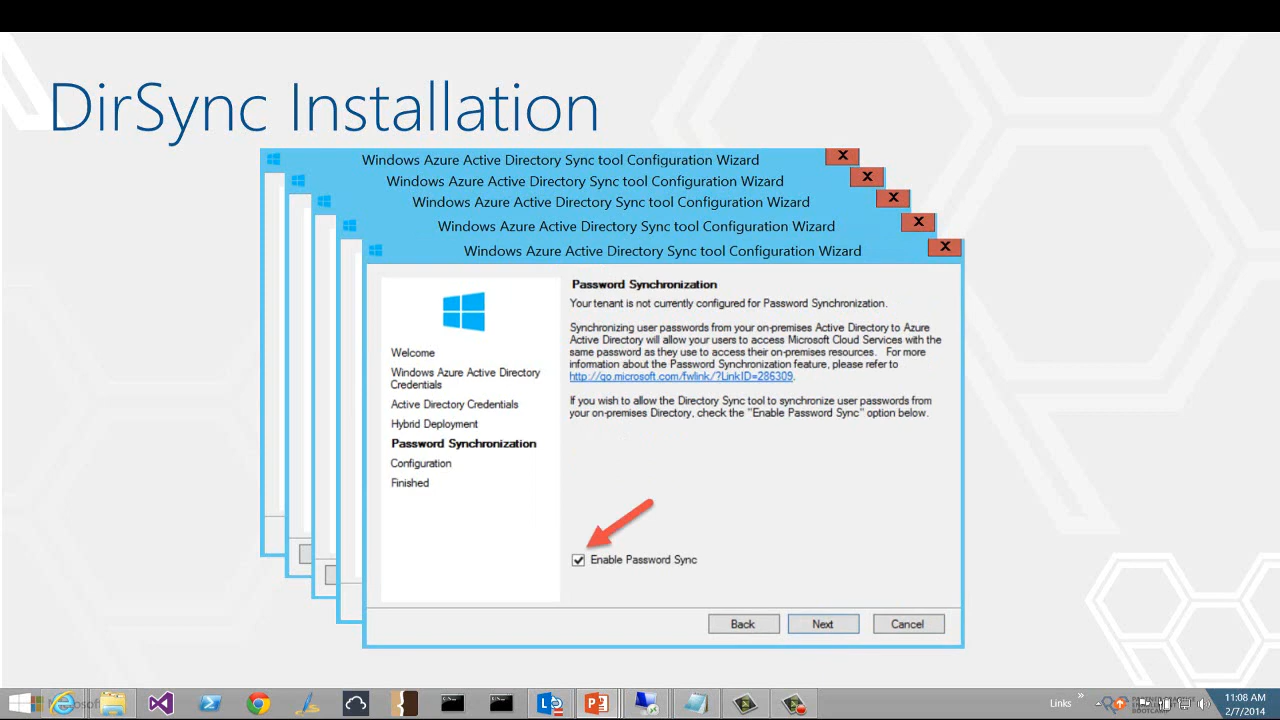 DirSync Installation
Windows Azure Active Directory Sync tool Configuration Wizard
Windows Azure Active Directory Sync tool Configuration Wizard
Windows Azure Active Directory Sync tool Configuration Wizard
Windows Azure Active Directory Sync tool Configuration Wizard
Windows Azure Active Directory Sync tool Configuration Wizard
Welcome
Windows Azure Active Directory
Credentials
Active Directory Credentials
Hybrid Deployment
Password Synchronization
Configuration
Finished
Password Synchronization
Your tenant is not currently configured for Password Synchronization.
Synchronizing user passwords from your on-premises Active Directory to Azure
Active Directory will allow your users to access Microsoft Cloud Services with the
same password as they use to access their on-premises resources. For more
information about the Password Synchronization feature, please refer to
http://go.microsoft.com/fwlink/?LinkID=286309.
If you wish to allow the Directory Sync tool to synchronize user passwords from
your on-premises Directory, check the "Enable Password Sync" option below.
Enable Password Sync
Back
Next
Cancel
Links
11:08 AM
2/7/2014